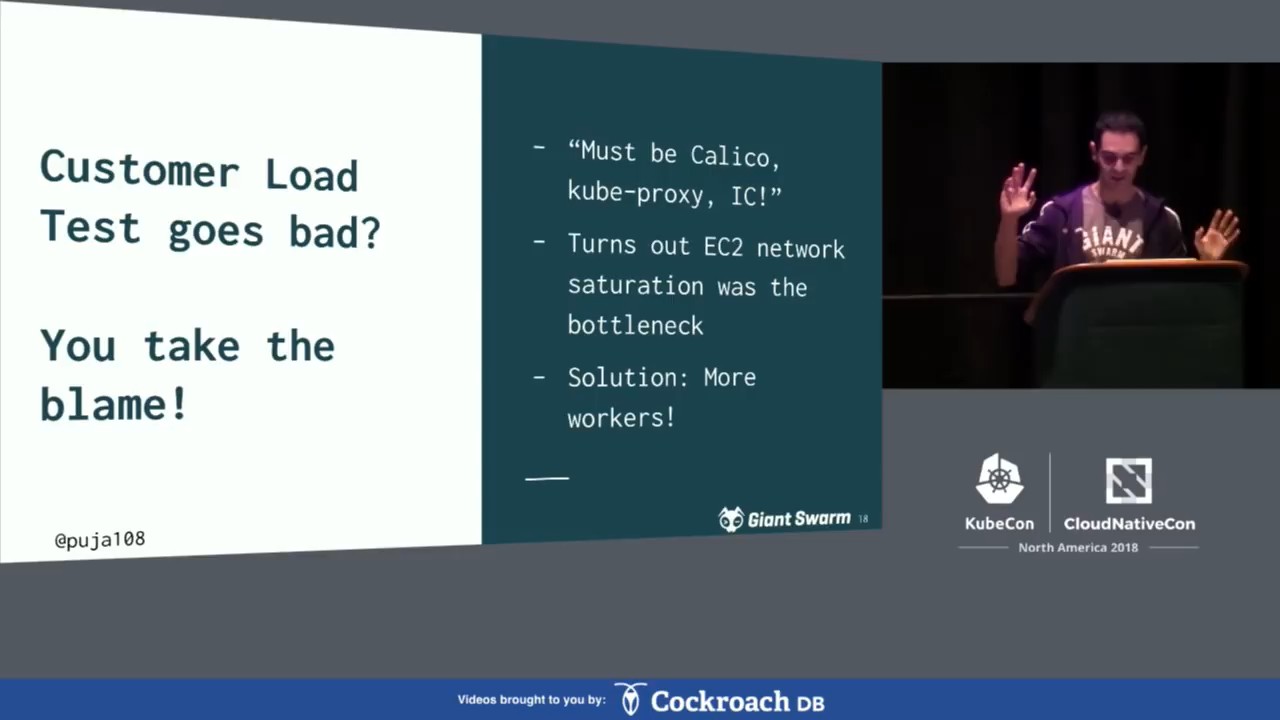 Customer Load
Test goes bad?
You take the
blame!
@puja108
- “Must be Calico,
kube-proxy, IC!”
- Turns out EC2 network
saturation was the
bottleneck
- Solution: More
workers!
Giant Swarm 18
GIANT
SWARM
KubeCon
CloudNativeCon
North America 2018
Videos brought to you by:
Cockroach DB